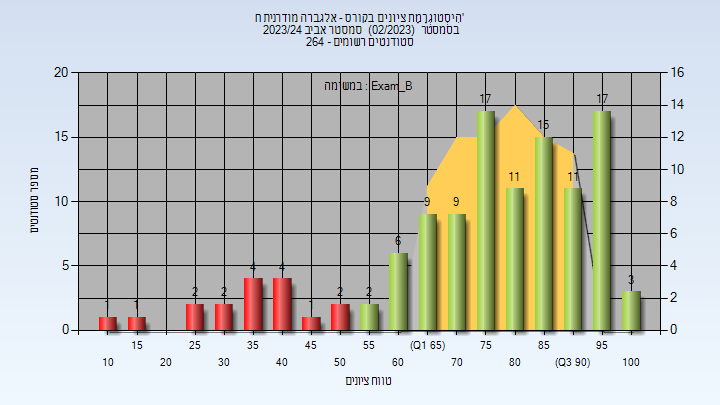 היסטוגרמת ציונים בקורס - אלגברה מודרנית ח'
בסמסטר (02/2023) סמסטר אביב 2023/24
סטודנטים רשומים - 264
במשימה : Exam_B
מספר סטודנטים
20
15
10
5
0
16
14
12
10
8
6
4
2
0
1 1 2 2 4 4 1 2 2 6 9 9 17 11 15 11 17 3
15 25 35 45 55 (Q1 65) 75 85 95
10 20 30 40 50 60 70 80 (Q3 90) 100
טווח ציונים